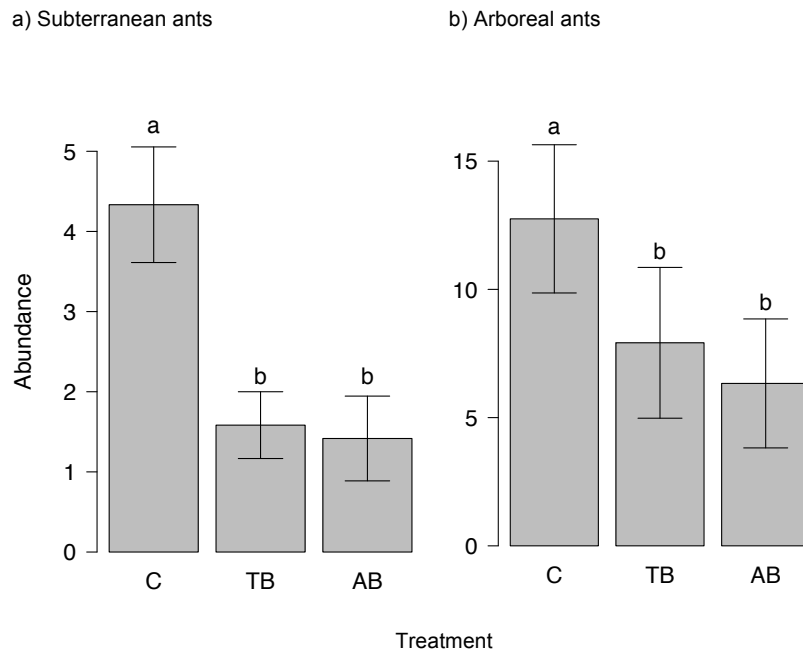 a) Subterranean ants
b) Arboreal ants
Abundance
5
4
3
2
1
0
a
b
b
C
TB
AB
15
10
5
0
a
b
b
C
TB
AB
Treatment